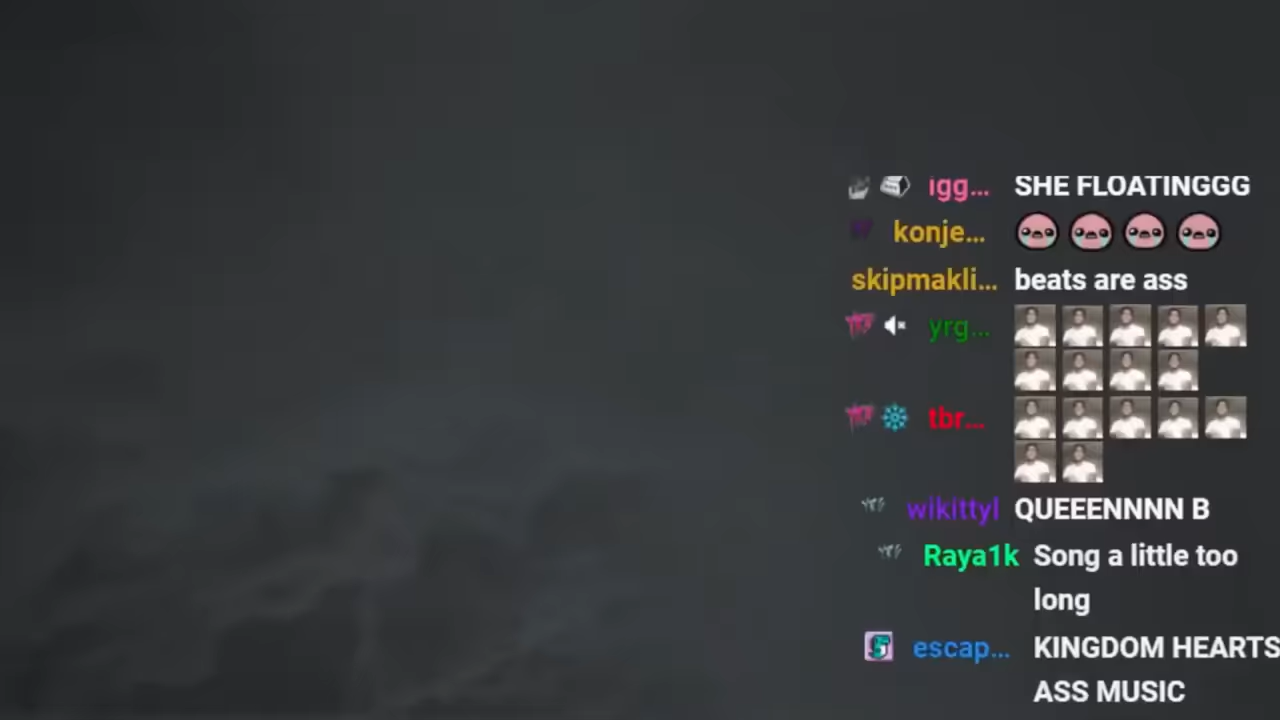 igg... SHE FLOATINGGG
konje...
skipmakli... beats are ass
yrg...
tbr...
wikittyl QUEEENNNN B
Raya1k Song a little too
long
escap... KINGDOM HEARTS
ASS MUSIC